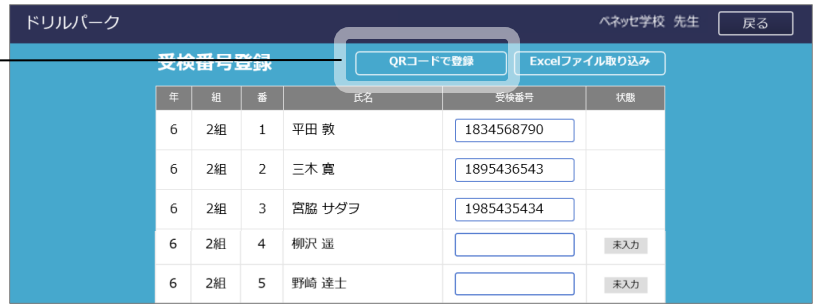 ドリルパーク ベネッセ学校 先生 戻る
受検番号登録 QRコードで登録 Excelファイル取り込み
年 組 番 氏名 受検番号 状態
6 2組 1 平田 敦 1834568790
6 2組 2 三木 寛 1895436543
6 2組 3 宮脇 サダヲ 1985435434
6 2組 4 柳沢 遥 未入力
6 2組 5 野崎 達士 未入力